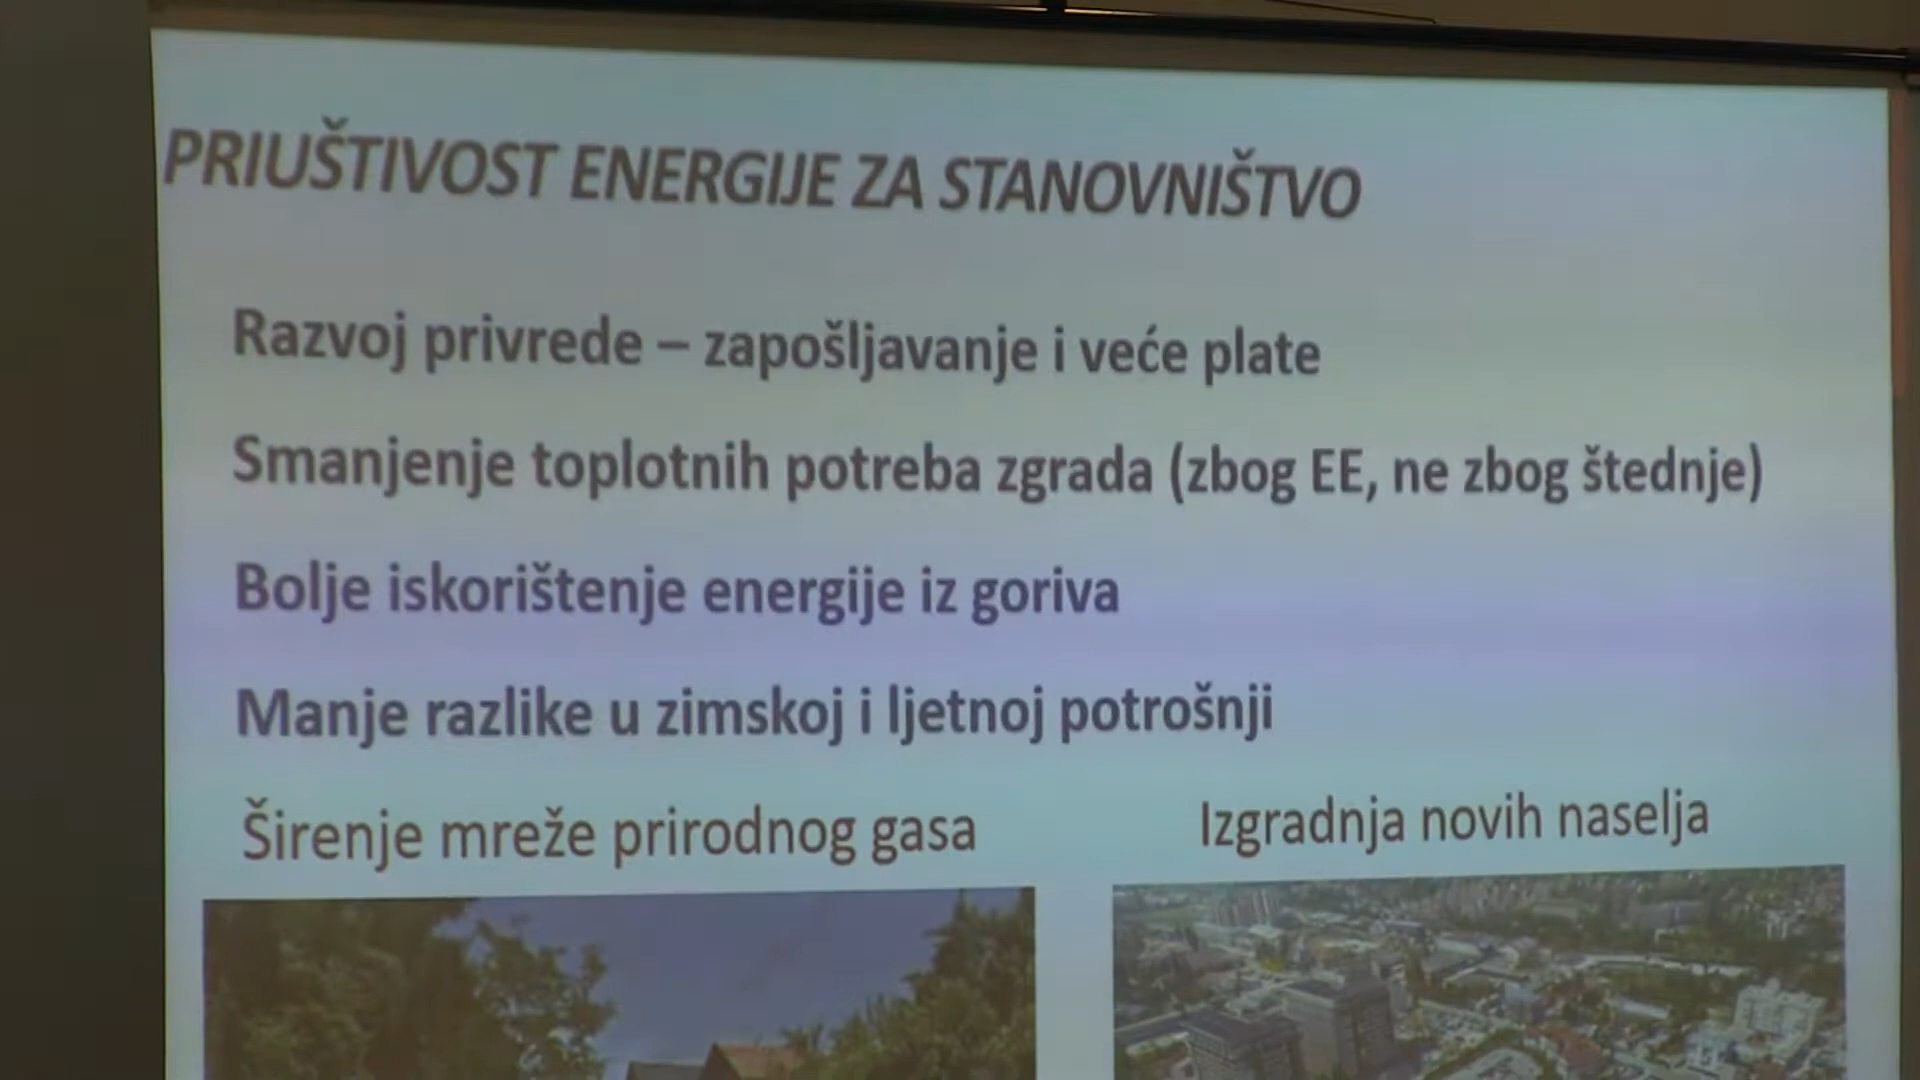 PRIUŠTIVOST ENERGIJE ZA STANOVNIŠTVO
Razvoj privrede – zapošljavanje i veće plate
Smanjenje toplotnih potreba zgrada (zbog EE, ne zbog štednje)
Bolje iskorištenje energije iz goriva
Manje razlike u zimskoj i ljetnoj potrošnji
Širenje mreže prirodnog gasa
Izgradnja novih naselja